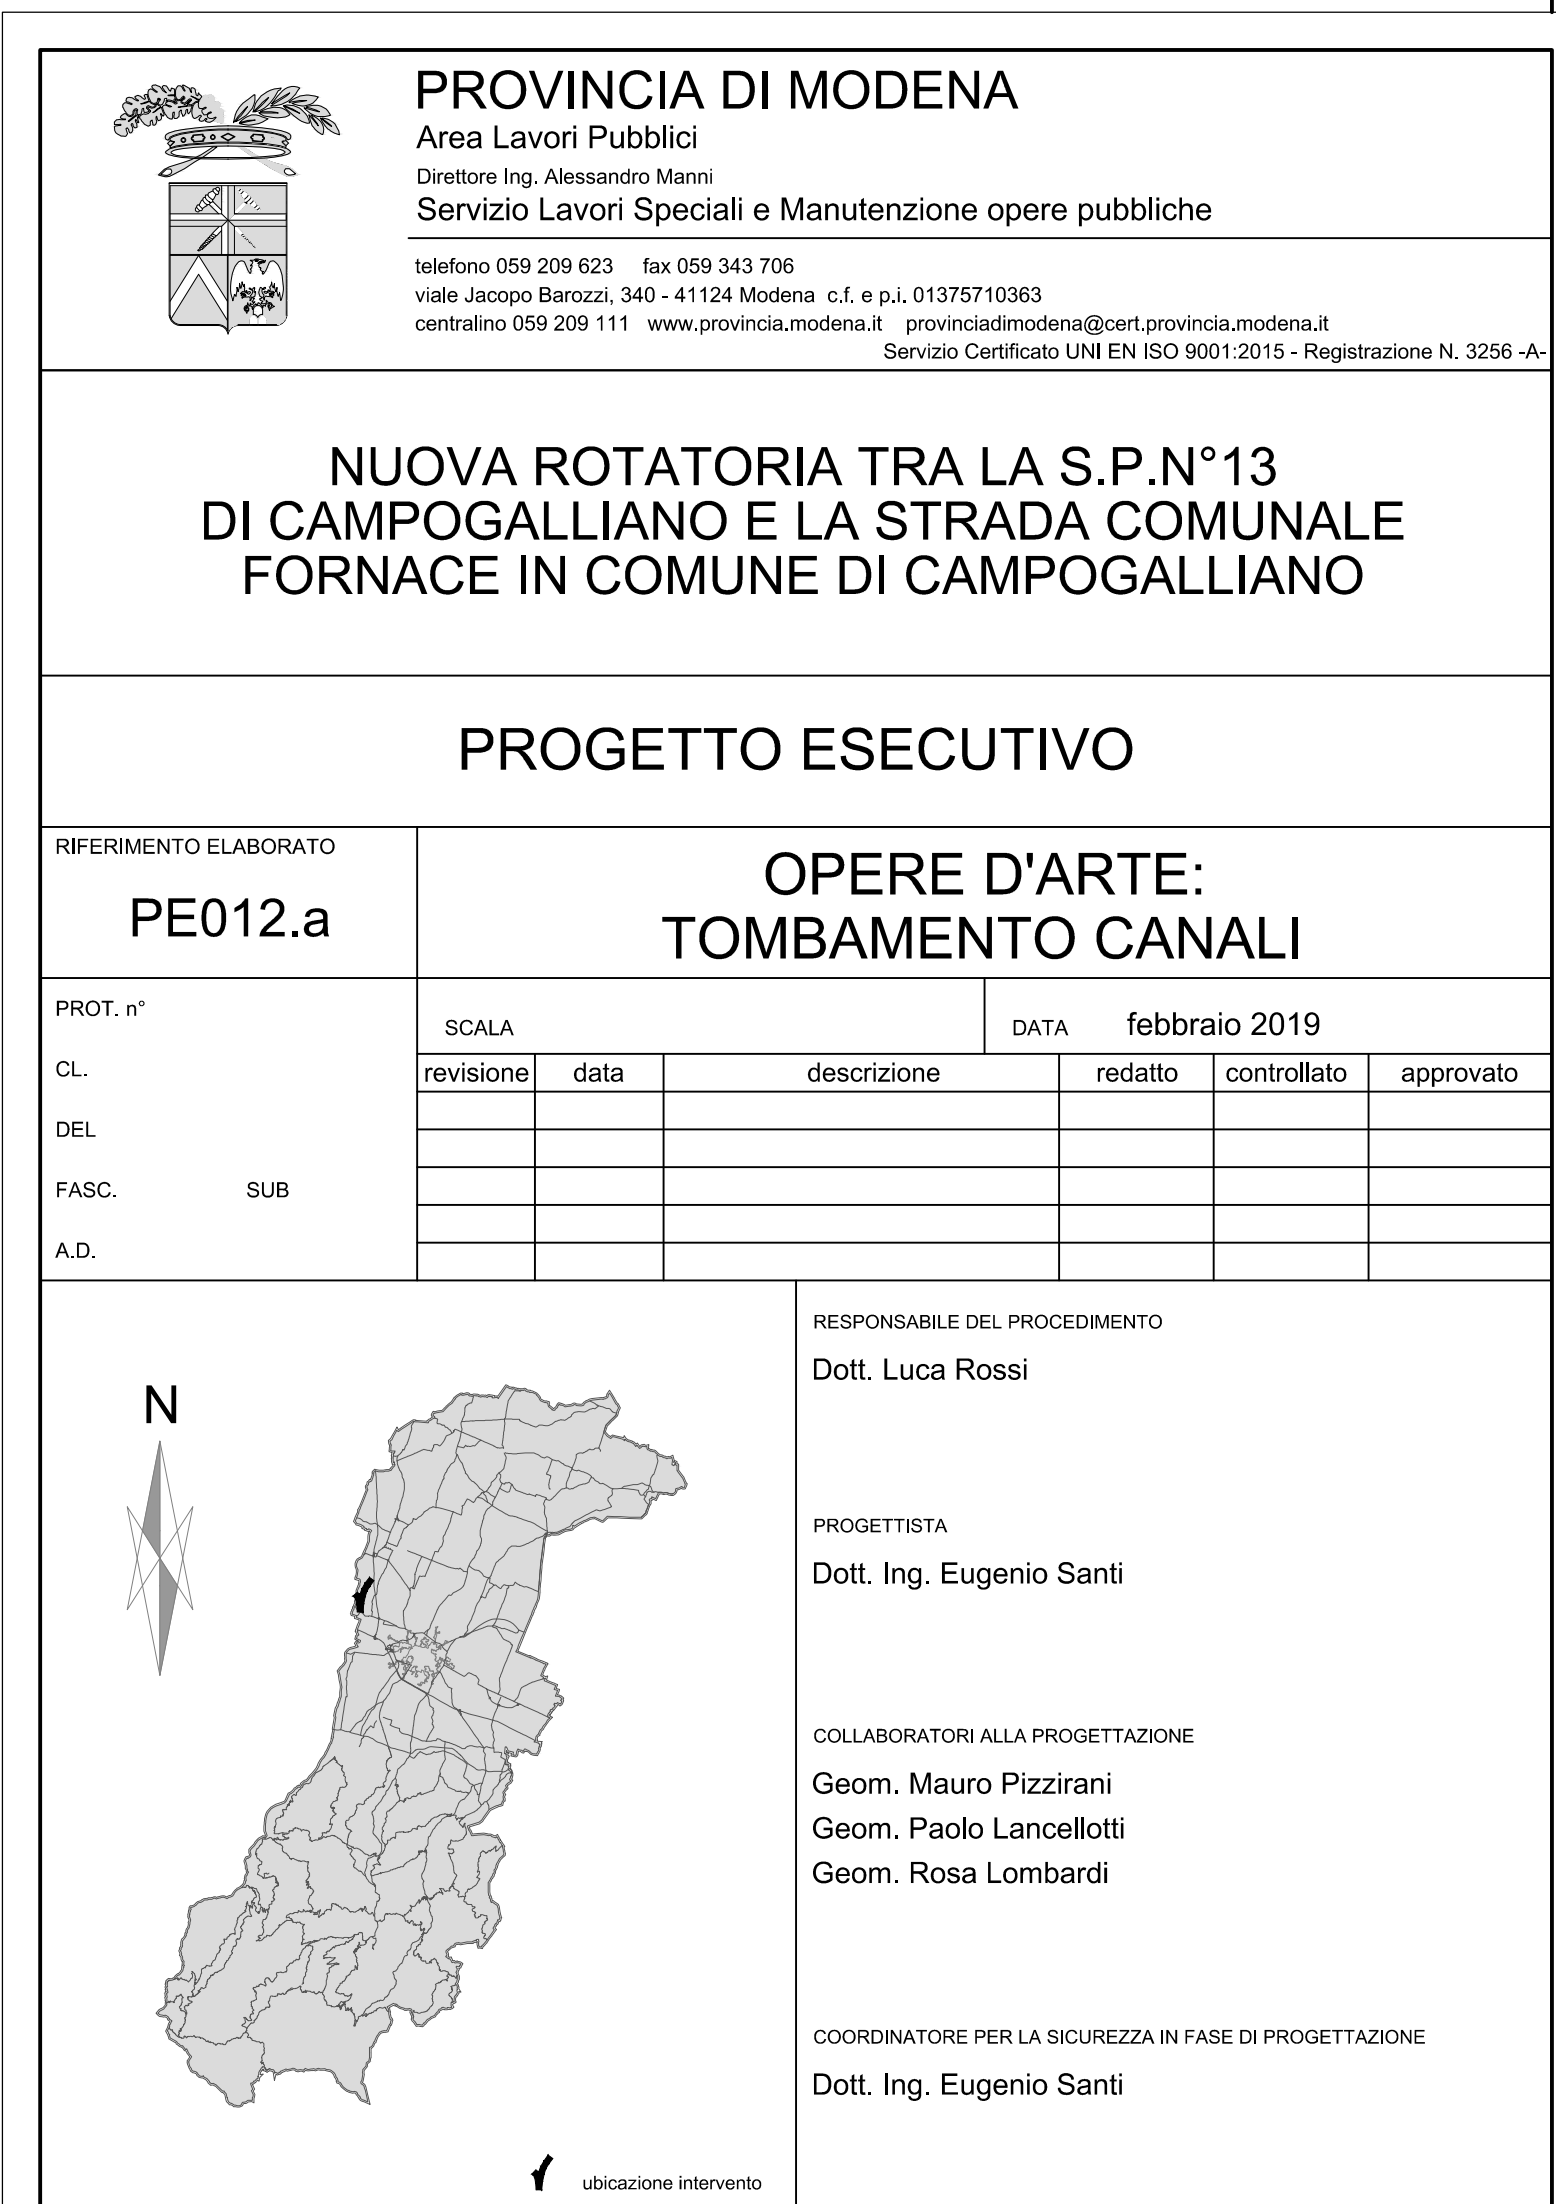 PROVINCIA DI MODENA
Area Lavori Pubblici
Direttore Ing. Alessandro Manni
Servizio Lavori Speciali e Manutenzione opere pubbliche
telefono 059 209 623 fax 059 343 706
viale Jacopo Barozzi, 340 - 41124 Modena c.f. e p.i. 01375710363
centralino 059 209 111 www.provincia.modena.it provinciadimodena@cert.provincia.modena.it
Servizio Certificato UNI EN ISO 9001:2015 - Registrazione N. 3256 -A-
NUOVA ROTATORIA TRA LA S.P.N°13
DI CAMPOGALLIANO E LA STRADA COMUNALE
FORNACE IN COMUNE DI CAMPOGALLIANO
PROGETTO ESECUTIVO
RIFERIMENTO ELABORATO
PE012.a
OPERE D'ARTE:
TOMBAMENTO CANALI
PROT. n°
CL.
DEL
FASC. SUB
A.D.
SCALA
DATA febbraio 2019
revisione data descrizione redatto controllato approvato
N
ubicazione intervento
RESPONSABILE DEL PROCEDIMENTO
Dott. Luca Rossi
PROGETTISTA
Dott. Ing. Eugenio Santi
COLLABORATORI ALLA PROGETTAZIONE
Geom. Mauro Pizzirani
Geom. Paolo Lancellotti
Geom. Rosa Lombardi
COORDINATORE PER LA SICUREZZA IN FASE DI PROGETTAZIONE
Dott. Ing. Eugenio Santi